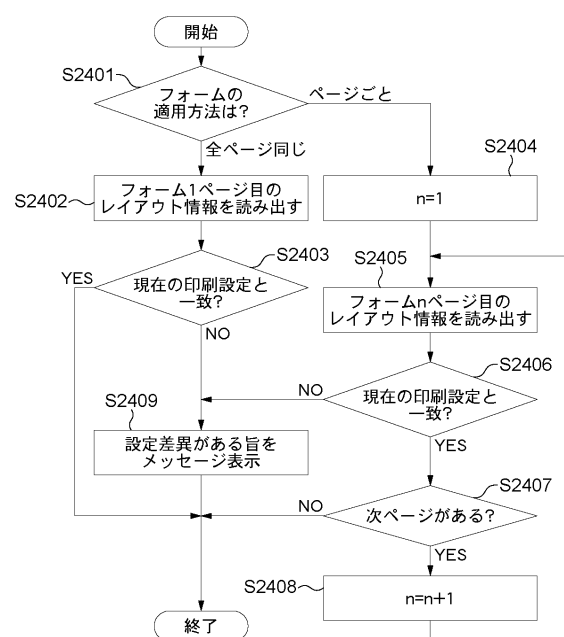 開始
S2401
フォームの
適用方法は?
ページごと
全ページ同じ
S2404
S2402
フォーム1ページ目の
レイアウト情報を読み出す
n=1
S2403
YES
現在の印刷設定と
一致?
NO
S2405
フォームnページ目の
レイアウト情報を読み出す
S2406
NO
現在の印刷設定と
一致?
YES
S2409
設定差異がある旨を
メッセージ表示
S2407
NO
次ページがある?
YES
S2408
n=n+1
終了